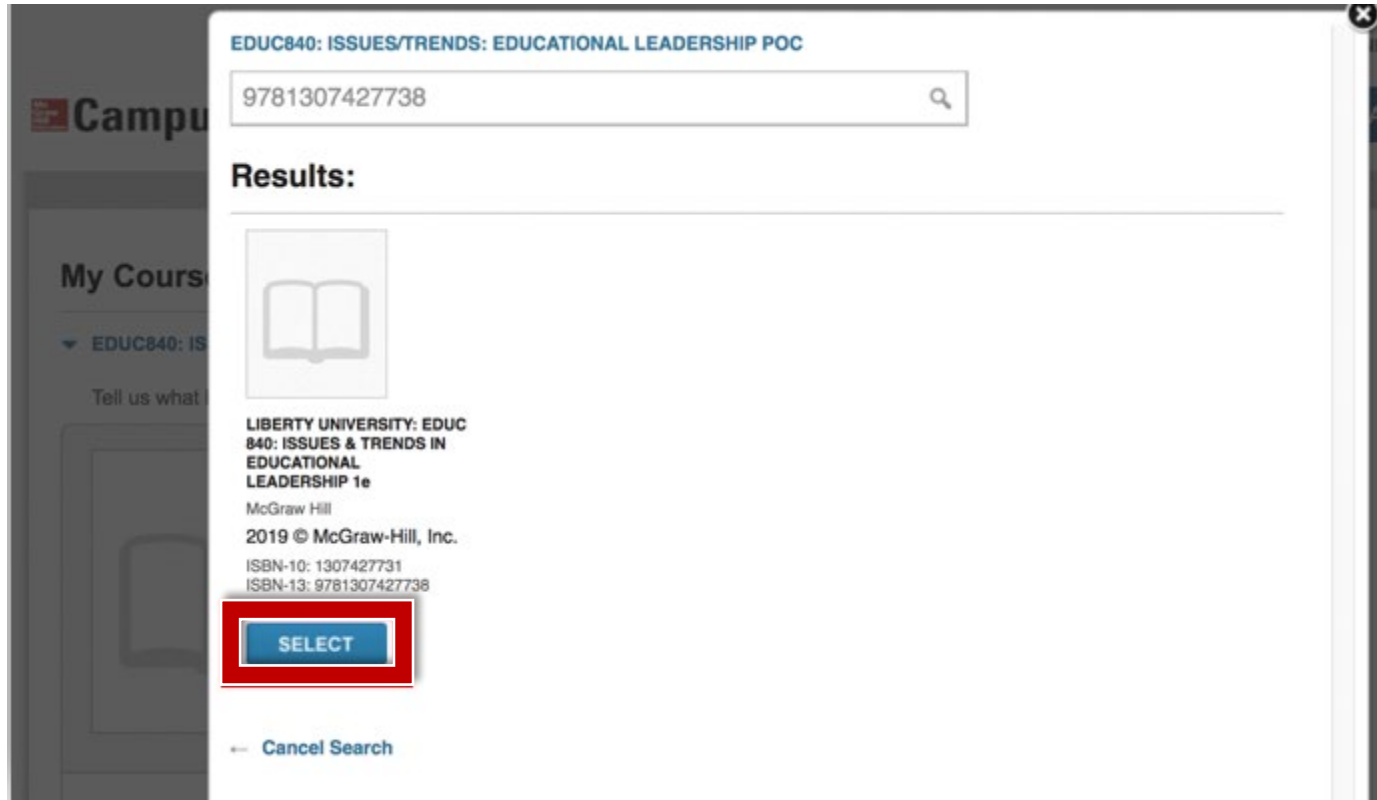 EDUC840: ISSUES/TRENDS: EDUCATIONAL LEADERSHIP POC
9781307427738
Campu
Results:
My Cours
EDUC840: IS
Tell us what
LIBERTY UNIVERSITY: EDUC
840: ISSUES & TRENDS IN
EDUCATIONAL
LEADERSHIP 1e
McGraw Hill
2019 © McGraw-Hill, Inc.
ISBN-10: 1307427731
ISBN-13: 9781307427738
SELECT
← Cancel Search